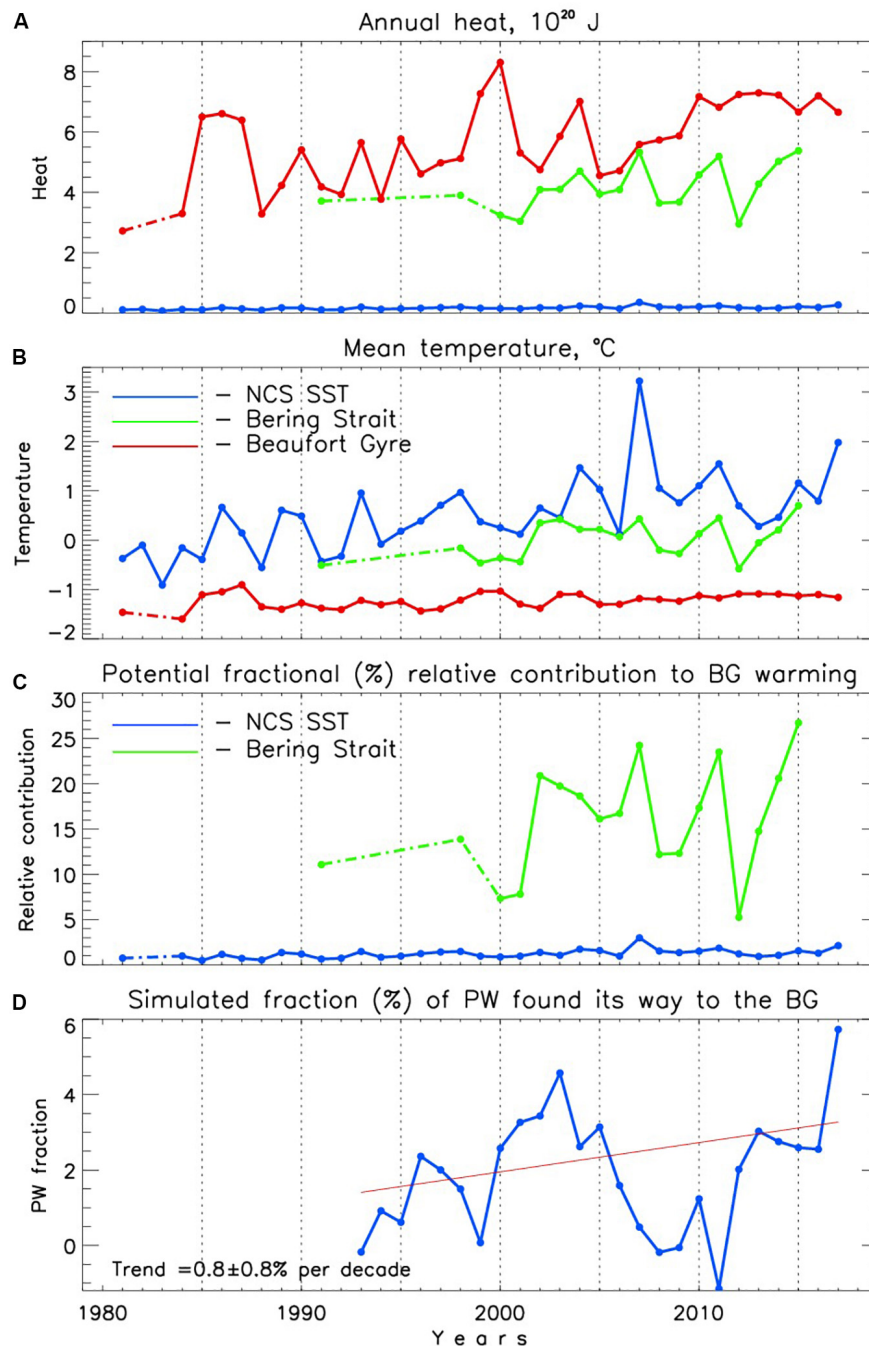 A
Annual heat, 10²⁰ J
8
6
4
2
0
Heat
B
Mean temperature, °C
3
2
1
0
−1
−2
Temperature
− NCS SST
− Bering Strait
− Beaufort Gyre
C
Potential fractional (%) relative contribution to BG warming
30
25
20
15
10
5
0
Relative contribution
− NCS SST
− Bering Strait
D
Simulated fraction (%) of PW found its way to the BG
6
4
2
0
PW fraction
Trend =0.8±0.8% per decade
1980 1990 2000 2010
Years